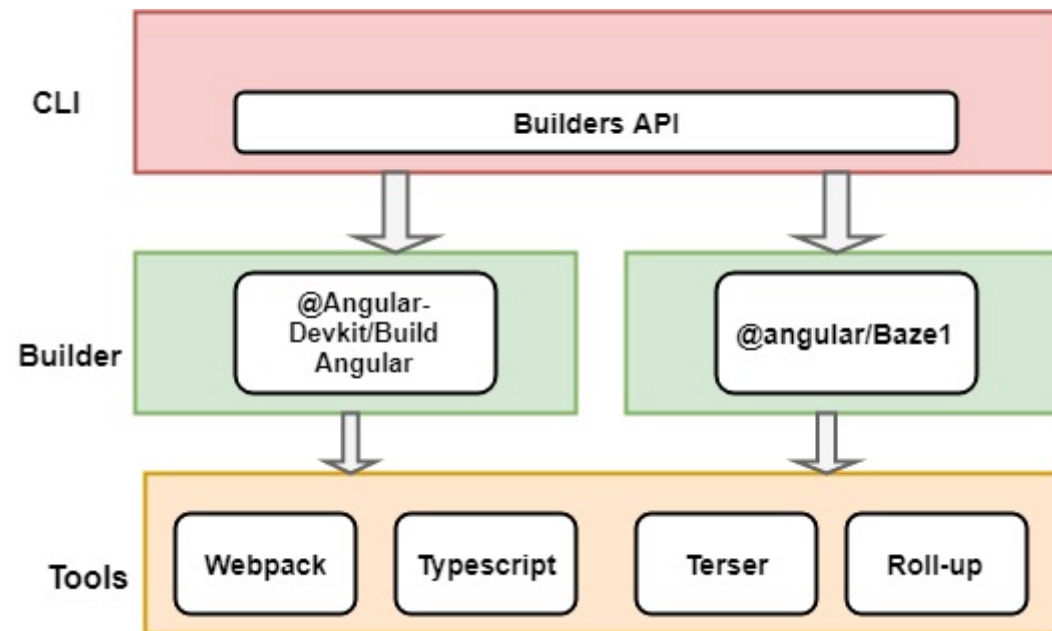 CLI
Builders API
Builder
@Angular-
Devkit/Build
Angular
@angular/Baze1
Tools
Webpack
Typescript
Terser
Roll-up